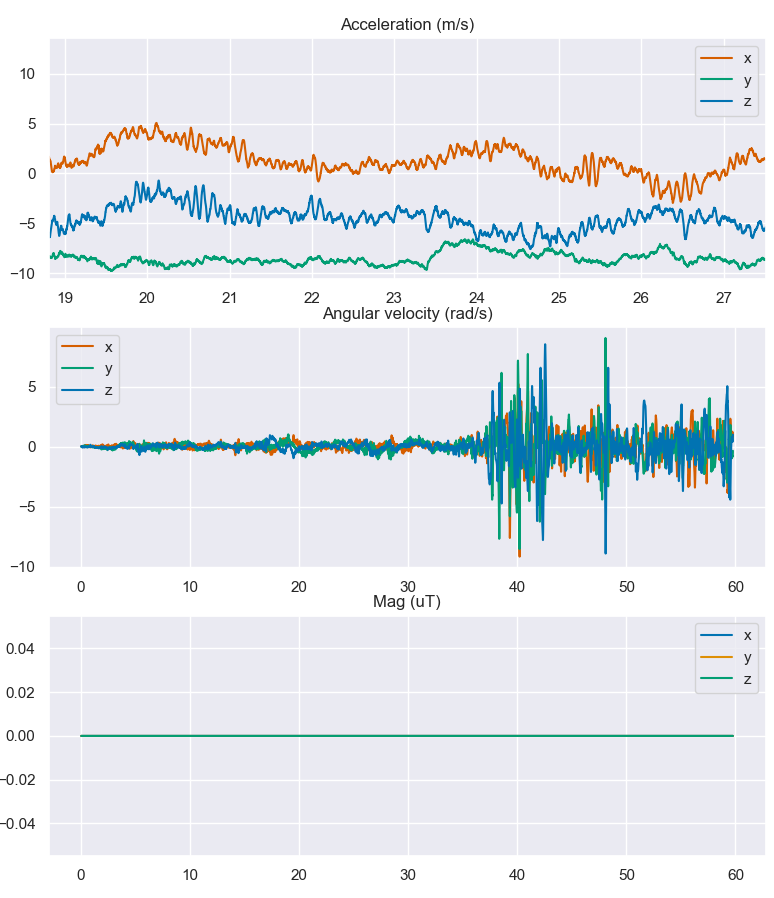 Acceleration (m/s)
10
5
0
−5
−10
x
y
z
19 20 21 22 23 24 25 26 27
Angular velocity (rad/s)
x
y
z
5
0
−5
−10
0 10 20 30 40 50 60
Mag (uT)
0.04
0.02
0.00
−0.02
−0.04
x
y
z
0 10 20 30 40 50 60